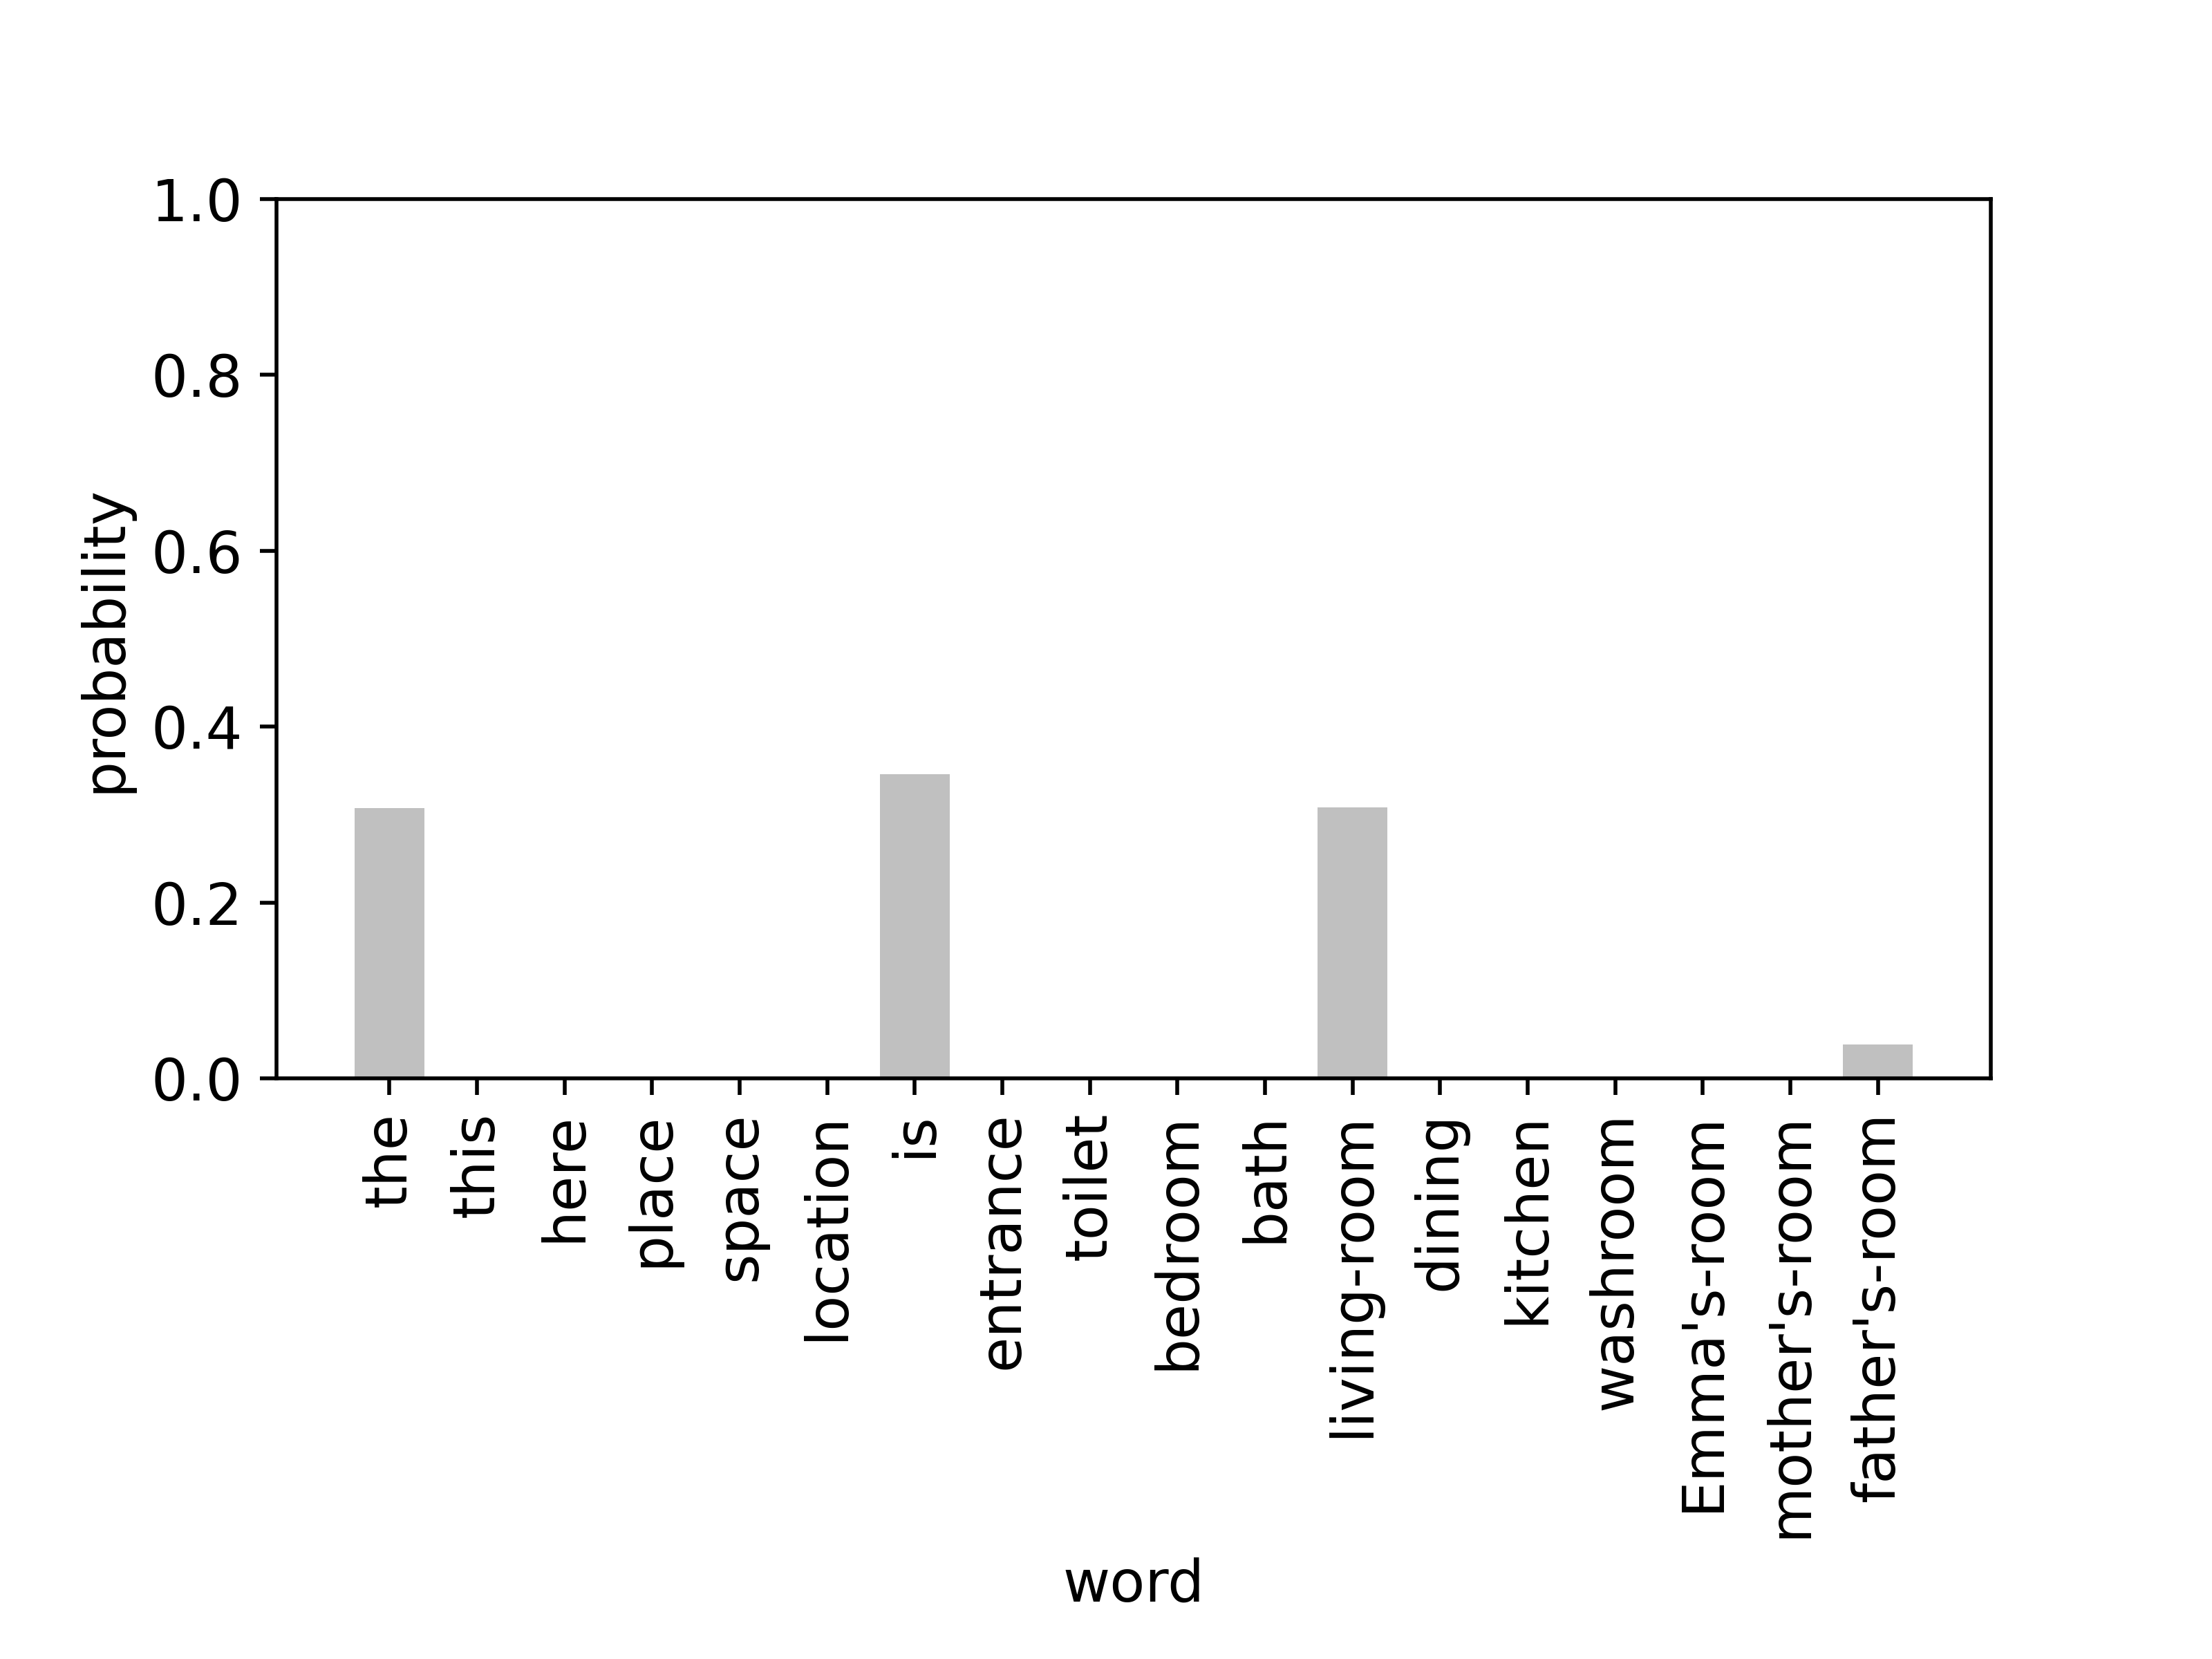 1.0
0.8
0.6
0.4
0.2
0.0
probability
the
this
here
place
space
location
is
entrance
toilet
bedroom
bath
living-room
dining
kitchen
washroom
Emma's-room
mother's-room
father's-room
word